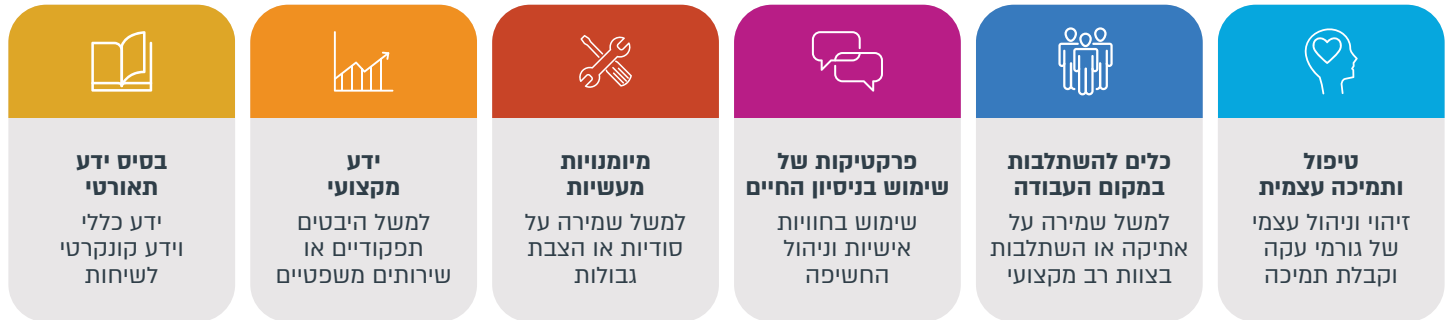 טיפול
ותמיכה עצמית
זיהוי וניהול עצמי
של גורמי עקה
וקבלת תמיכה
כלים להשתלבות
במקום העבודה
למשל שמירה על
אתיקה או השתלבות
בצוות רב מקצועי
פרקטיקות של
שימוש בניסיון החיים
שימוש בחוויות
אישיות וניהול
החשיפה
מיומנויות
מעשיות
למשל שמירה על
סודיות או הצבת
גבולות
ידע
מקצועי
למשל היבטים
תפקודיים או
שירותים משפטיים
בסיס ידע
תאורטי
ידע כללי
וידע קונקרטי
לשיחות